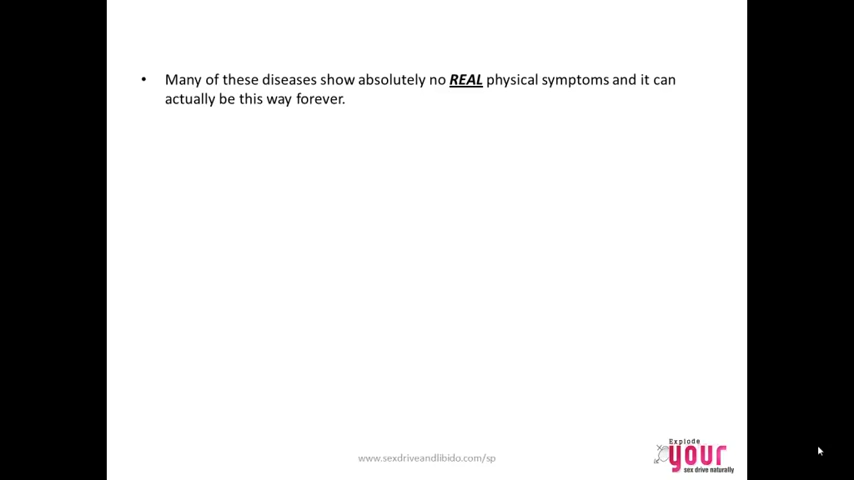 • Many of these diseases show absolutely no REAL physical symptoms and it can
actually be this way forever.
www.sexdriveandlibido.com/sp
Explode
your
sex drive naturally